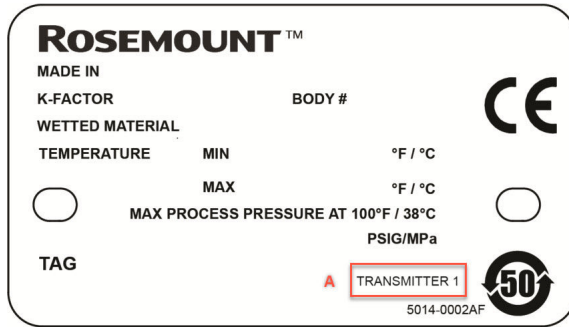 ROSEMOUNT™
MADE IN
K-FACTOR BODY #
WETTED MATERIAL
TEMPERATURE MIN °F / °C
MAX °F / °C
MAX PROCESS PRESSURE AT 100°F / 38°C
PSIG/MPa
TAG
A TRANSMITTER 1
50
5014-0002AF
CE